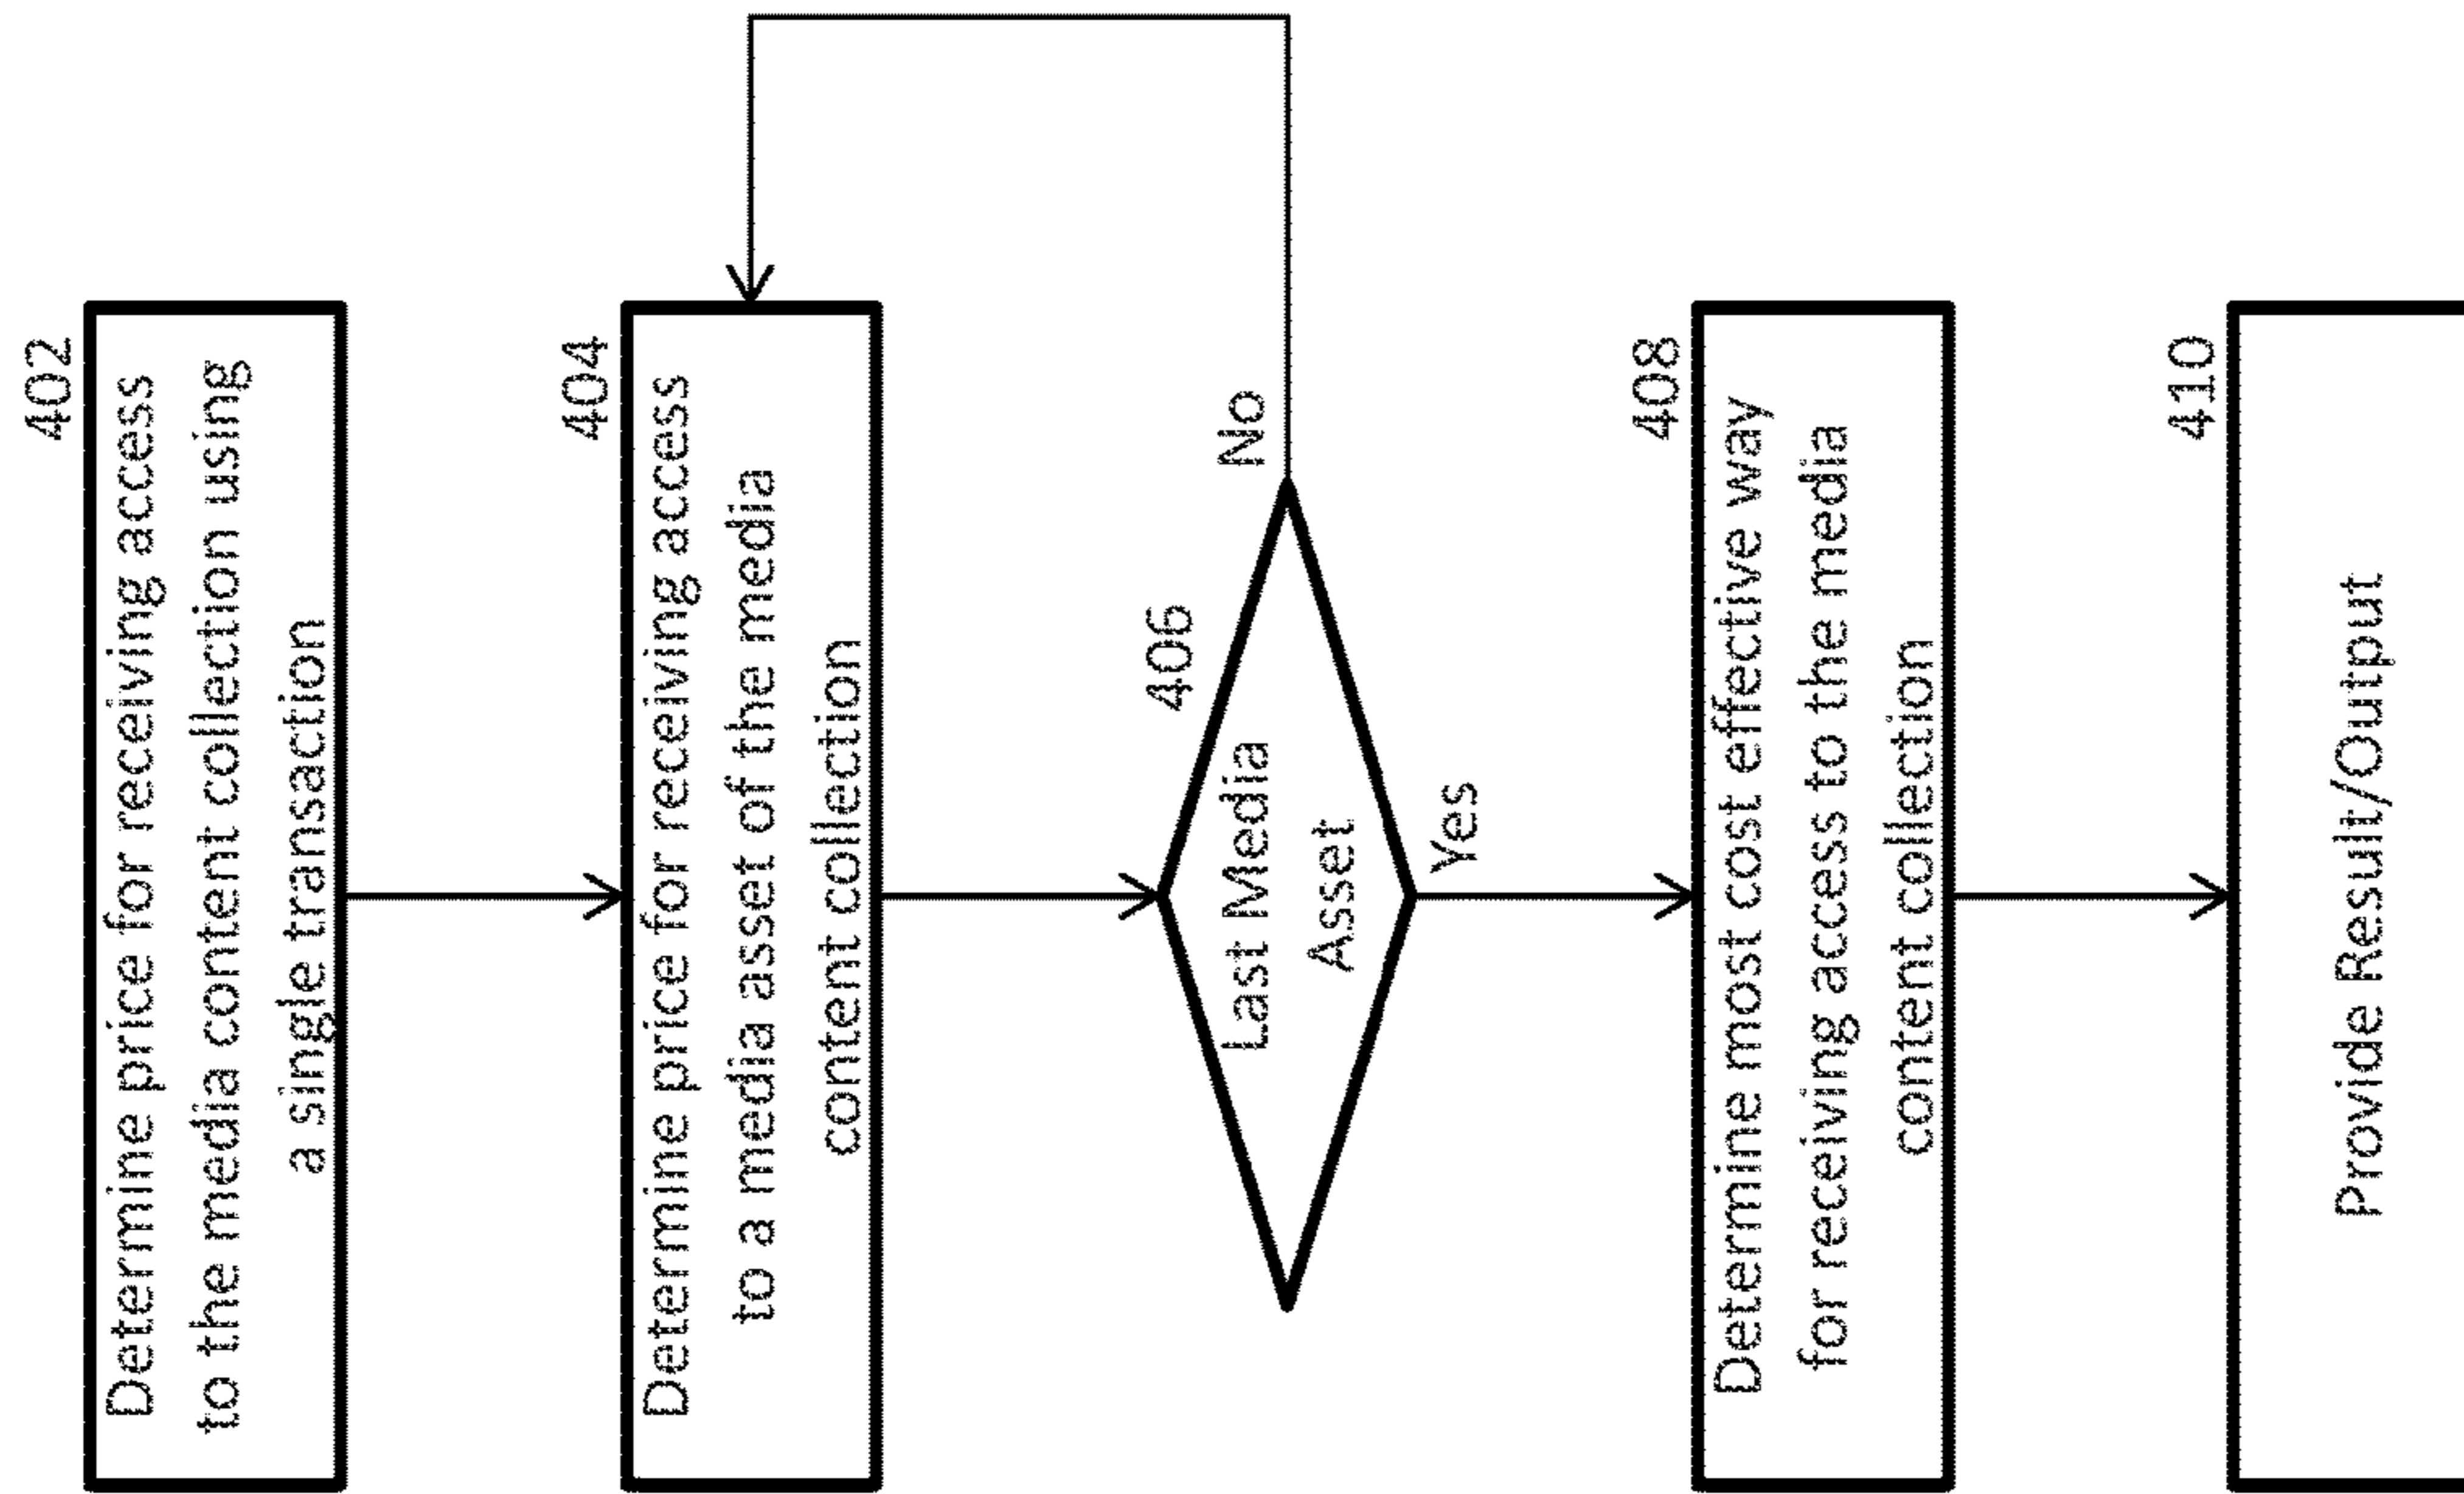 402
Determine price for receiving access
to the media content collection using
a single transaction
404
Determine price for receiving access
to a media asset of the media
content collection
406
Last Media
Asset
No
Yes
408
Determine most cost effective way
for receiving access to the media
content collection
410
Provide Result/Output